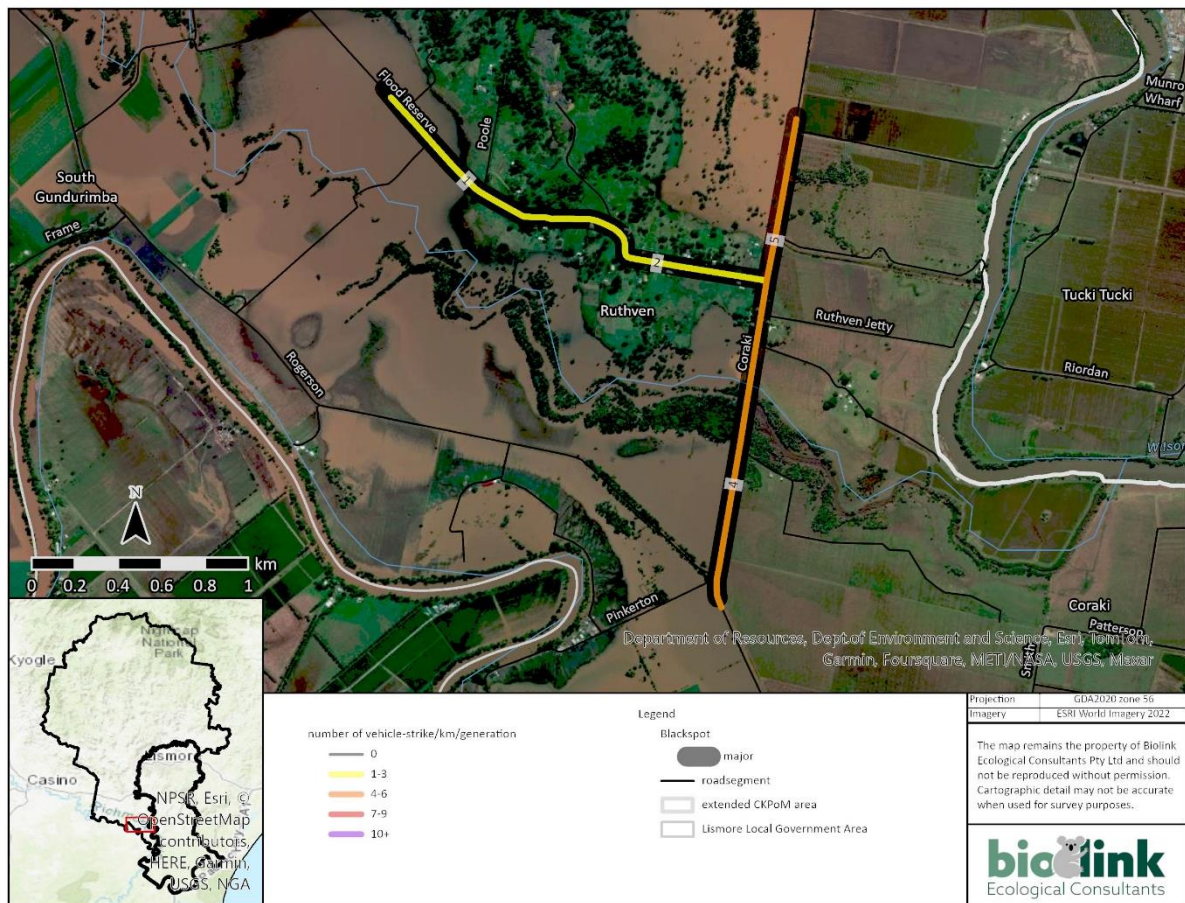 Munro
Wharf
Flood Reserve
Poole
1
South
Gundurimba
Frame
5
2
Ruthven
Coraki
Ruthven Jetty
Tucki Tucki
Riordan
Rogerson
Wilson
4
N
0 0.2 0.4 0.6 0.8 1 km
Pinkerton
Coraki
Patterson
Smith
Department of Resources, Dept of Environment and Science, Esri, TomTom,
Garmin, Foursquare, METI/NASA, USGS, Maxar
Nightcap
National
Park
Kyogle
Lismore
Casino
NPSR, Esri, ©
OpenStreetMap
contributors,
HERE, Garmin,
USGS, NGA
Legend
number of vehicle-strike/km/generation
0
1-3
4-6
7-9
10+
Blackspot
major
roadsegment
extended CKPoM area
Lismore Local Government Area
Projection GDA2020 zone 56
Imagery ESRI World Imagery 2022
The map remains the property of Biolink
Ecological Consultants Pty Ltd and should
not be reproduced without permission.
Cartographic detail may not be accurate
when used for survey purposes.
biolink
Ecological Consultants